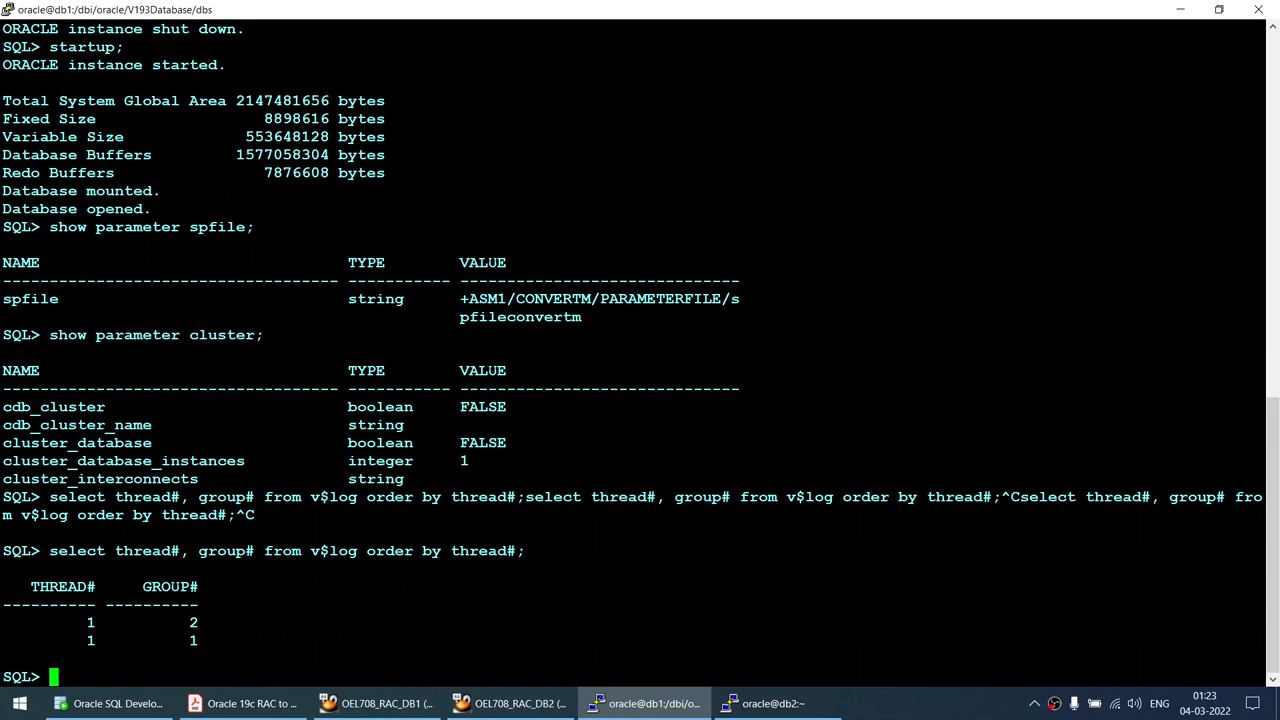 oracle@db1:/dbi/oracle/V193Database/dbs
ORACLE instance shut down.
SQL> startup;
ORACLE instance started.
Total System Global Area 2147481656 bytes
Fixed Size 8898616 bytes
Variable Size 553648128 bytes
Database Buffers 1577058304 bytes
Redo Buffers 7876608 bytes
Database mounted.
Database opened.
SQL> show parameter spfile;
NAME TYPE VALUE
------------------------------------ ----------- ------------------------------
spfile string +ASM1/CONVERTM/PARAMETERFILE/s
pfileconvertm
SQL> show parameter cluster;
NAME TYPE VALUE
------------------------------------ ----------- ------------------------------
cdb_cluster boolean FALSE
cdb_cluster_name string
cluster_database boolean FALSE
cluster_database_instances integer 1
cluster_interconnects string
SQL> select thread#, group# from v$log order by thread#;select thread#, group# from v$log order by thread#;^Cselect thread#, group# fro
m v$log order by thread#;^C
SQL> select thread#, group# from v$log order by thread#;
THREAD# GROUP#
---------- ----------
1 2
1 1
SQL>
Oracle SQL Develo...
Oracle 19c RAC to ...
OEL708_RAC_DB1 (...
OEL708_RAC_DB2 (...
oracle@db1:/dbi/o...
oracle@db2:~
ENG
01:23
04-03-2022